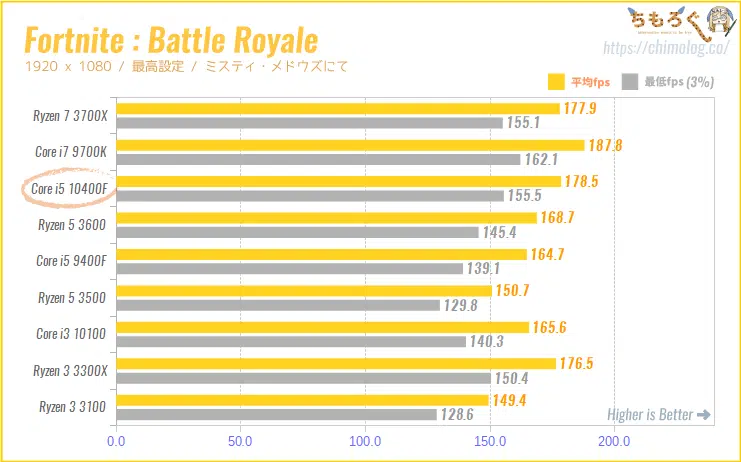 ちもろぐ
Fortnite : Battle Royale
https://chimolog.co/
1920 x 1080 / 最高設定 / ミスティ・メドウズにて
平均fps 最低fps (3%)
Ryzen 7 3700X 177.9
155.1
Core i7 9700K 187.8
162.1
Core i5 10400F 178.5
155.5
Ryzen 5 3600 168.7
145.4
Core i5 9400F 164.7
139.1
Ryzen 5 3500 150.7
129.8
Core i3 10100 165.6
140.3
Ryzen 3 3300X 176.5
150.4
Ryzen 3 3100 149.4
128.6
Higher is Better
0.0 50.0 100.0 150.0 200.0